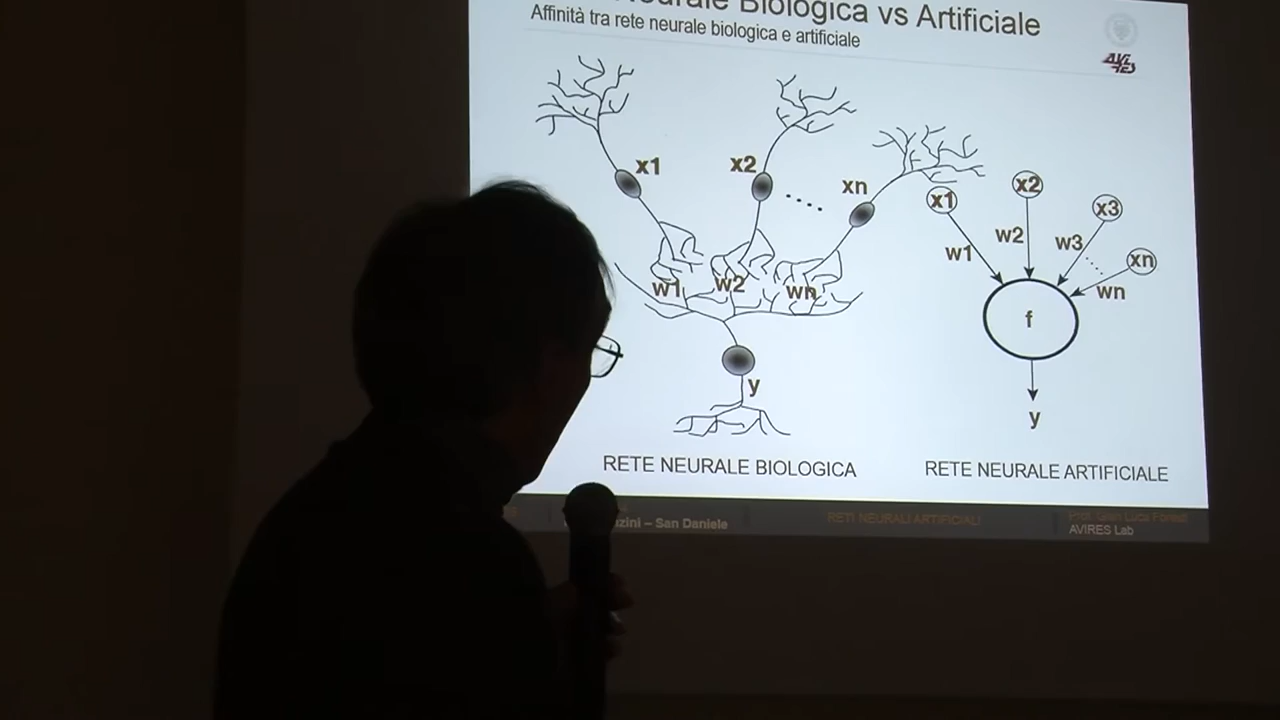 Neurale Biologica vs Artificiale
Affinità tra rete neurale biologica e artificiale
x1
x2
xn
w1
w2
wn
y
x1
x2
x3
xn
w1
w2
w3
wn
f
y
RETE NEURALE BIOLOGICA
RETE NEURALE ARTIFICIALE
– San Daniele
RETI NEURALI ARTIFICIALI
AVIRES Lab